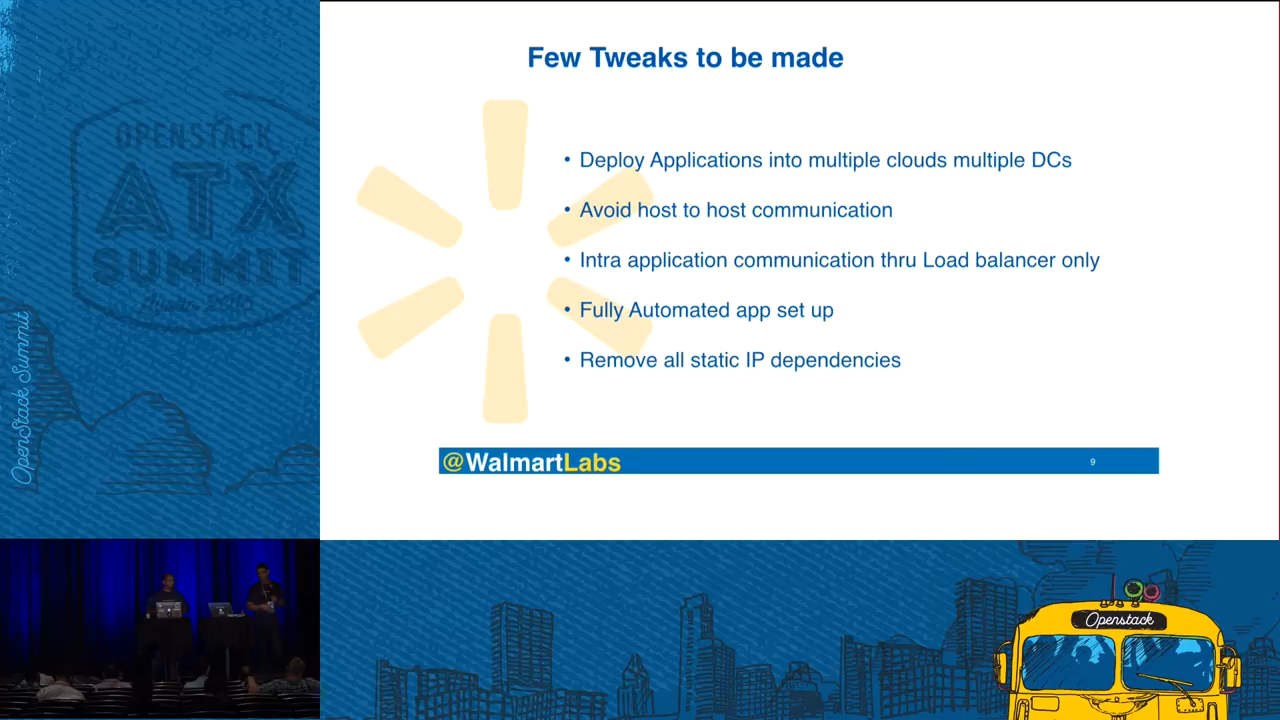 OPENSTACK
ATX
SUMMIT
OpenStack Summit
Few Tweaks to be made
• Deploy Applications into multiple clouds multiple DCs
• Avoid host to host communication
• Intra application communication thru Load balancer only
• Fully Automated app set up
• Remove all static IP dependencies
@WalmartLabs
9
Openstack